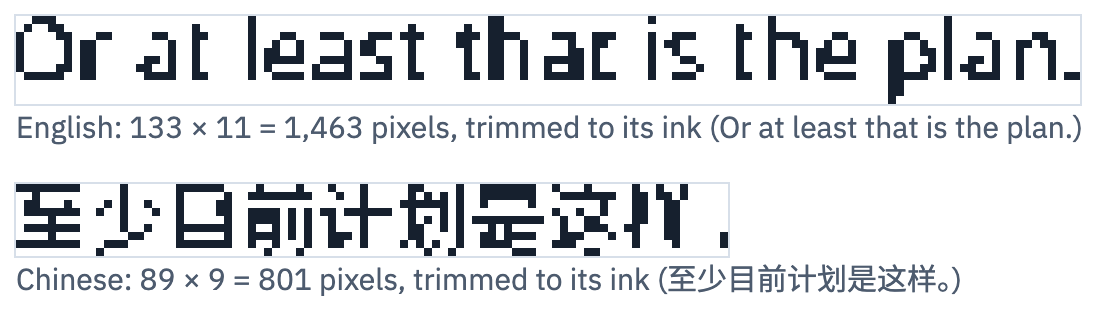 Or at least that is the plan.
English: 133 × 11 = 1,463 pixels, trimmed to its ink (Or at least that is the plan.)
至少目前计划是这样.
Chinese: 89 × 9 = 801 pixels, trimmed to its ink (至少目前计划是这样。)